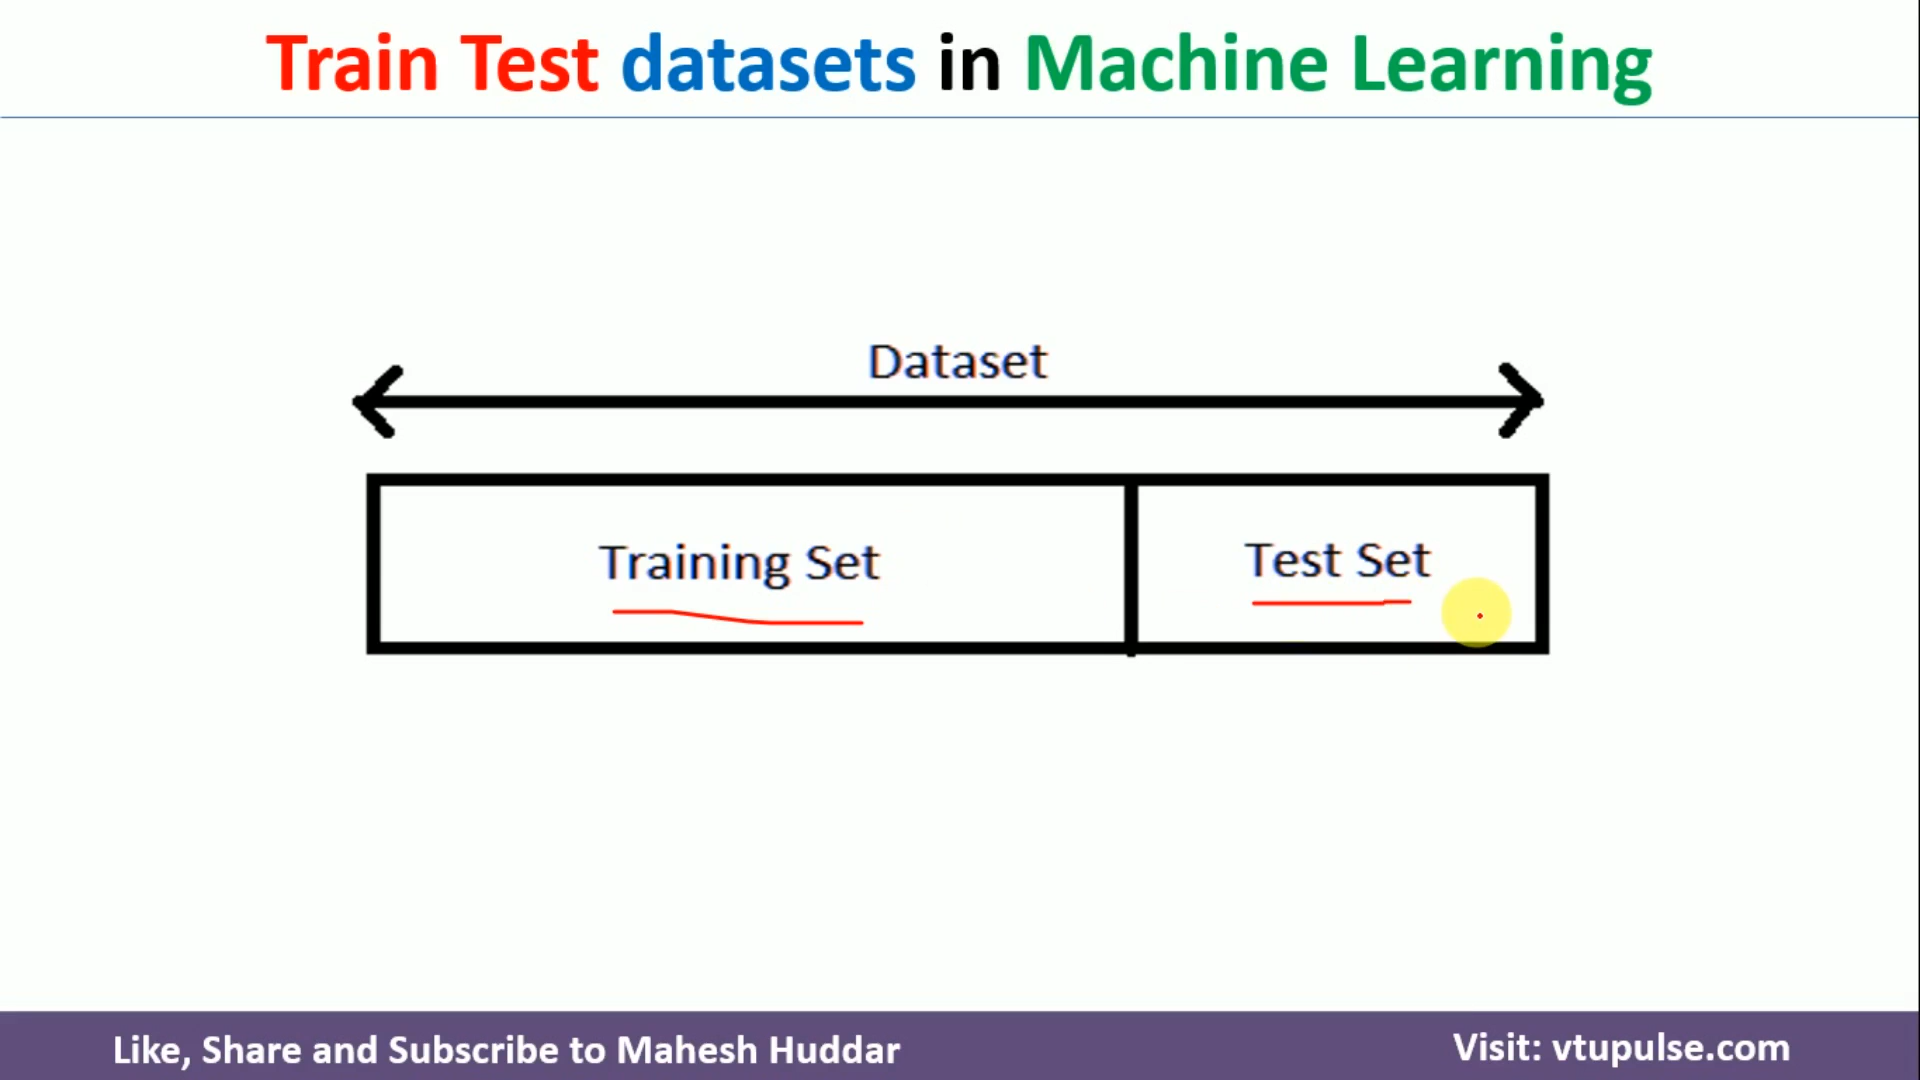 Train Test datasets in Machine Learning
Dataset
Training Set
Test Set
Like, Share and Subscribe to Mahesh Huddar
Visit: vtupulse.com